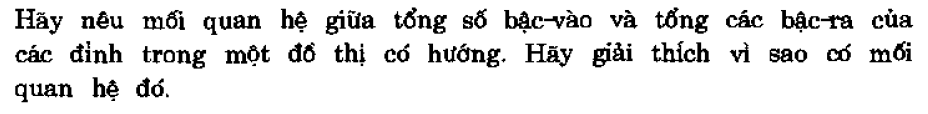 Hãy nêu mối quan hệ giữa tổng số bậc-vào và tổng các bậc-ra của
các đỉnh trong một đồ thị có hướng. Hãy giải thích vì sao có mối
quan hệ đó.